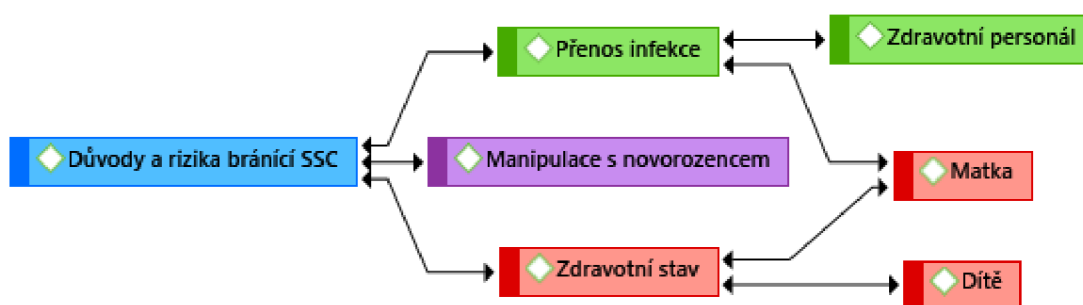 Přenos infekce
Zdravotní personál
Důvody a rizika bránící SSC
Manipulace s novorozencem
Matka
Zdravotní stav
Dítě